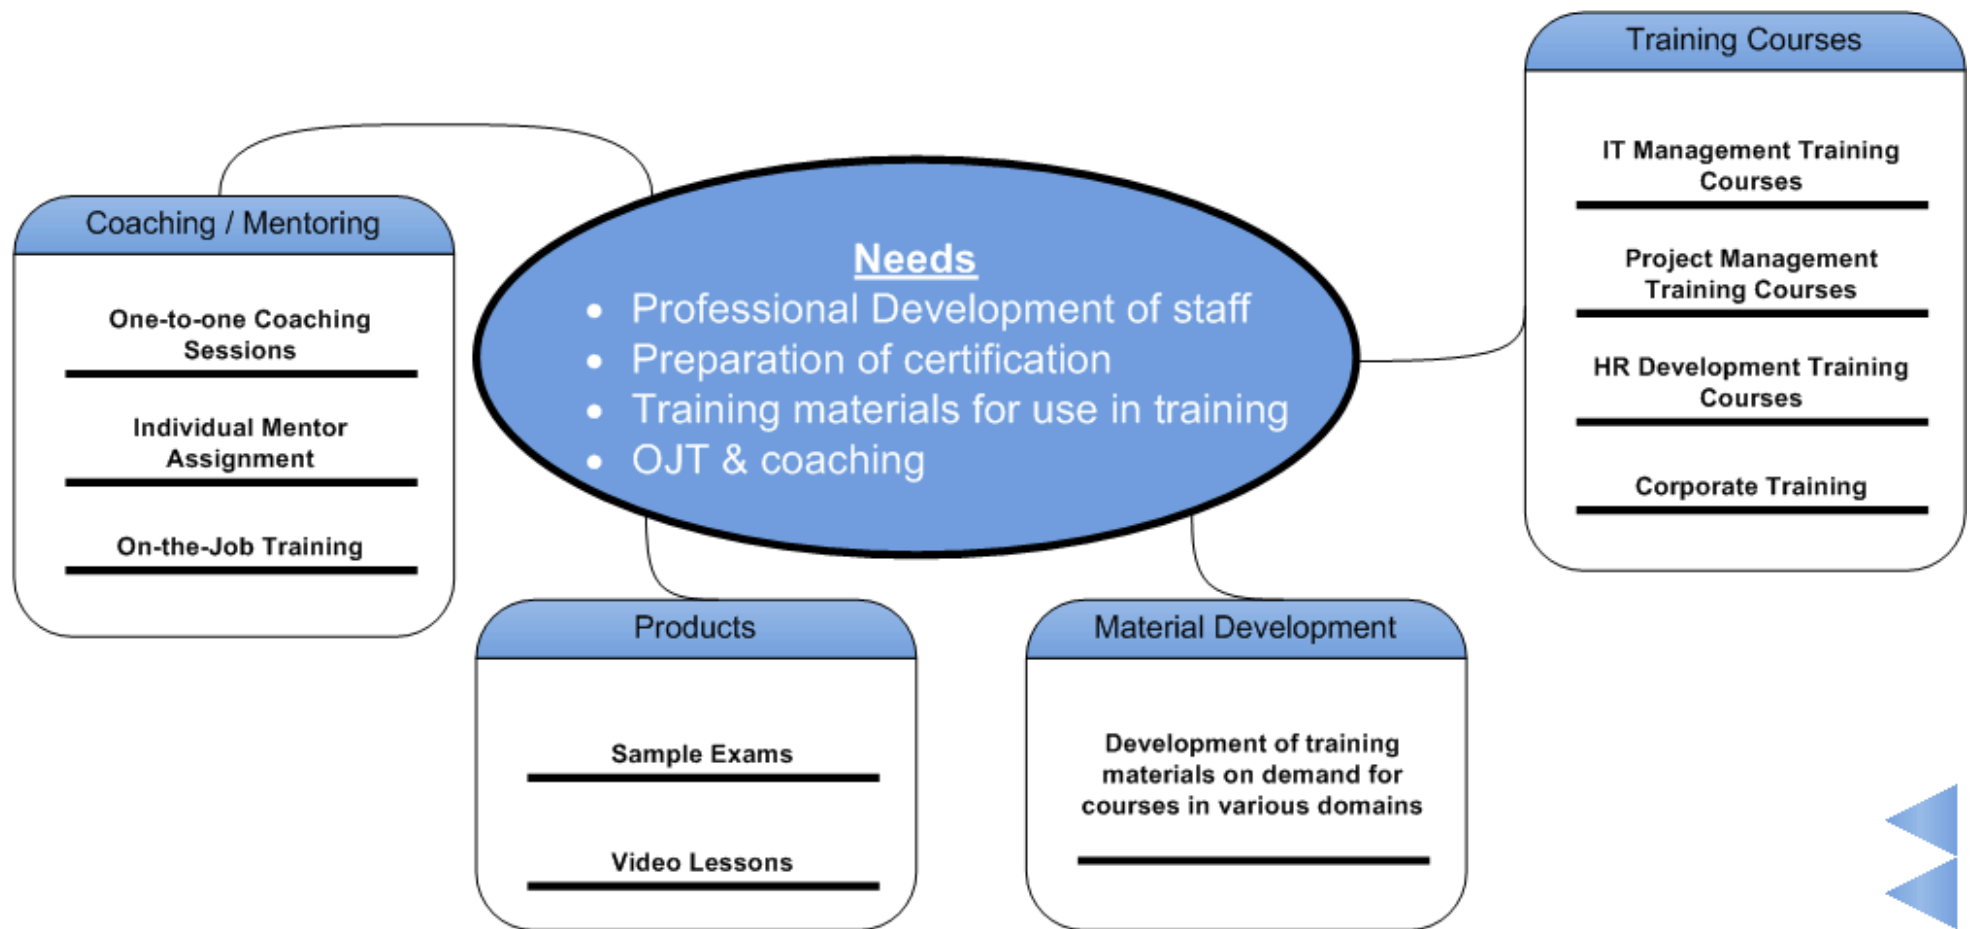 Training Courses
IT Management Training
Courses
Project Management
Training Courses
HR Development Training
Courses
Corporate Training
Coaching / Mentoring
One-to-one Coaching
Sessions
Individual Mentor
Assignment
On-the-Job Training
Needs
• Professional Development of staff
• Preparation of certification
• Training materials for use in training
• OJT & coaching
Products
Sample Exams
Video Lessons
Material Development
Development of training
materials on demand for
courses in various domains